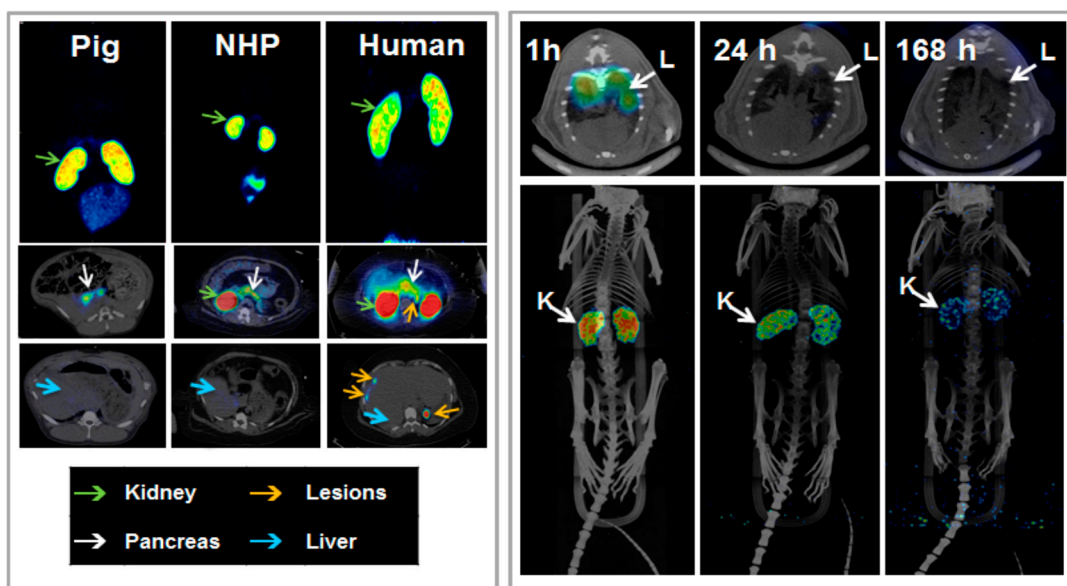 Pig NHP Human
Kidney Lesions
Pancreas Liver
1h L 24 h L 168 h L
K K K